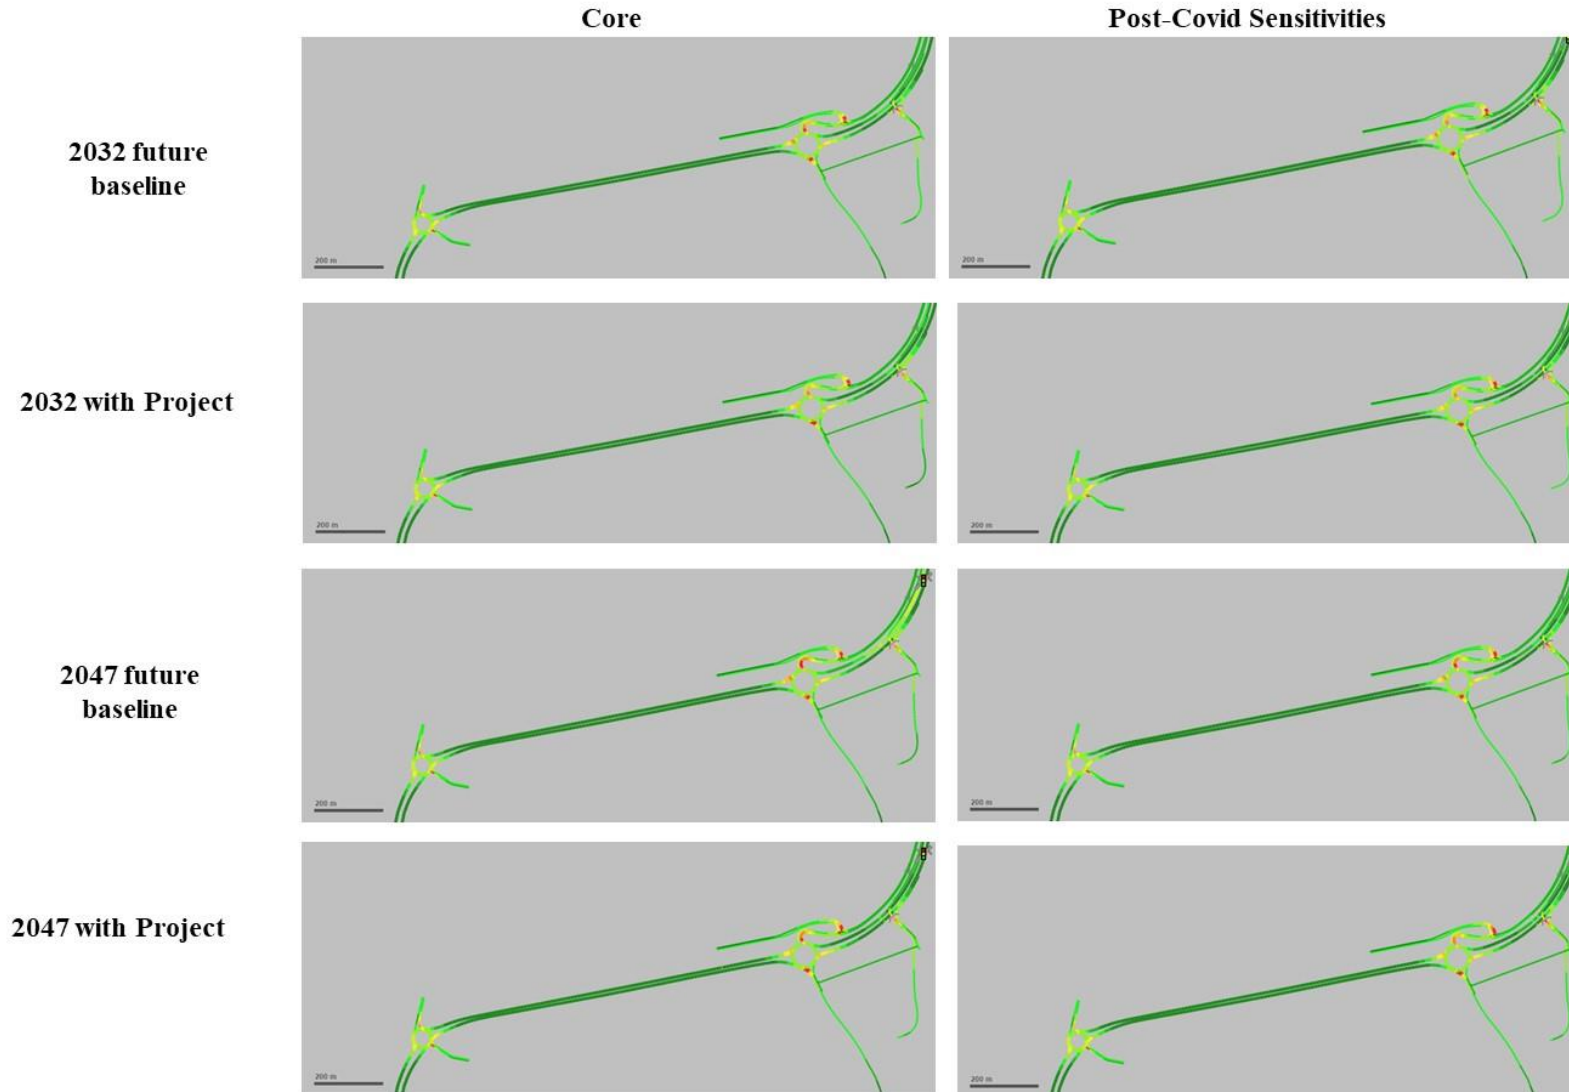 Core
Post-Covid Sensitivities
2032 future
baseline
200 m
200 m
2032 with Project
200 m
200 m
2047 future
baseline
200 m
200 m
2047 with Project
200 m
200 m